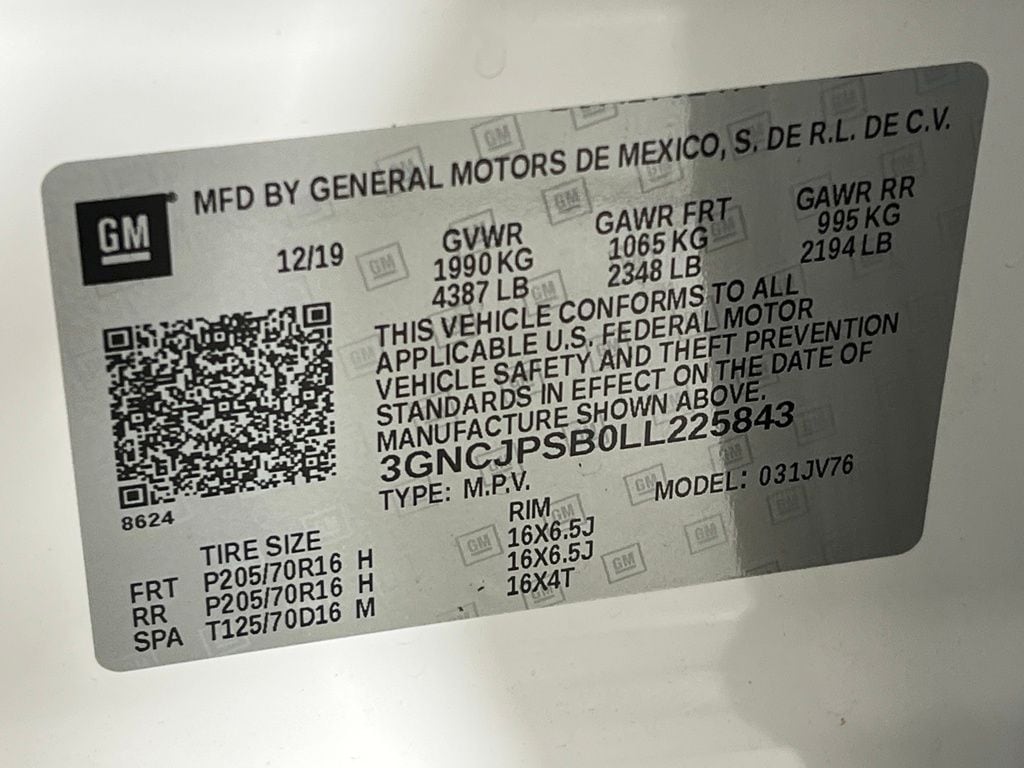 GM
MFD BY GENERAL MOTORS DE MEXICO, S. DE R.L. DE C.V.
12/19
GVWR
1990 KG
4387 LB
GAWR FRT
1065 KG
2348 LB
GAWR RR
995 KG
2194 LB
THIS VEHICLE CONFORMS TO ALL
APPLICABLE U.S. FEDERAL MOTOR
VEHICLE SAFETY AND THEFT PREVENTION
STANDARDS IN EFFECT ON THE DATE OF
MANUFACTURE SHOWN ABOVE.
3GNCJPSB0LL225843
TYPE: M.P.V.
MODEL: 031JV76
8624
TIRE SIZE RIM
FRT P205/70R16 H 16X6.5J
RR P205/70R16 H 16X6.5J
SPA T125/70D16 M 16X4T